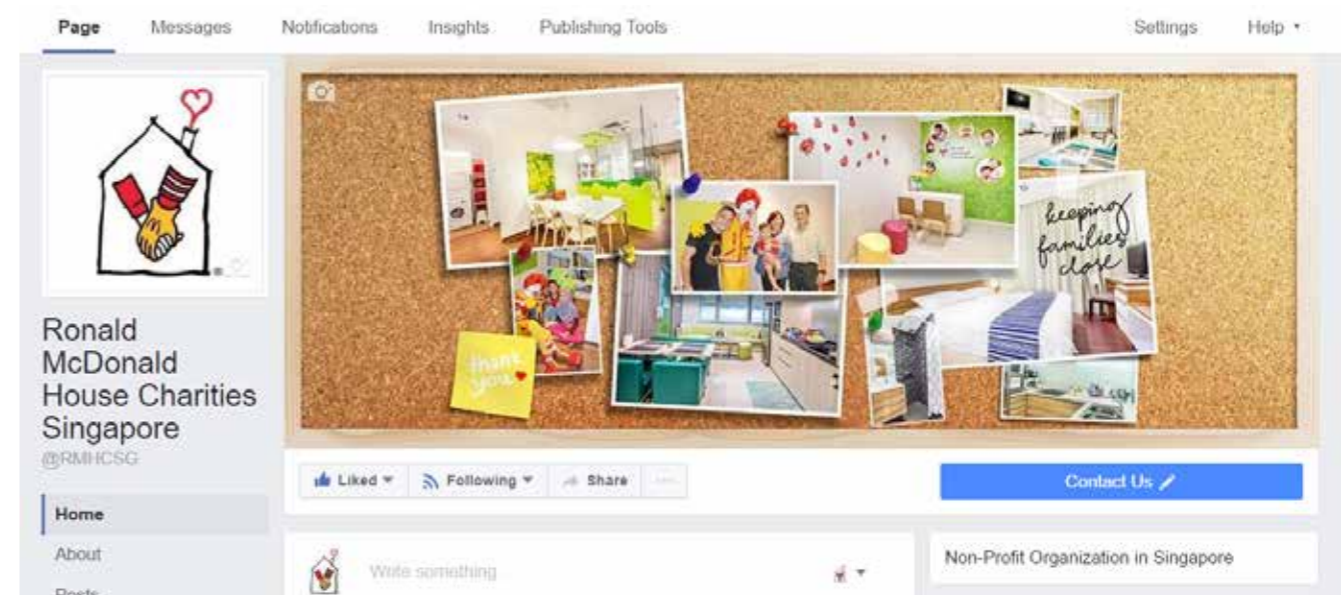 Page Messages Notifications Insights Publishing Tools Settings Help
keeping
families
close
thank
you
Ronald
McDonald
House Charities
Singapore
@RMHCSG
Liked Following Share Contact Us
Home
About
Write something
Non-Profit Organization in Singapore
Posts